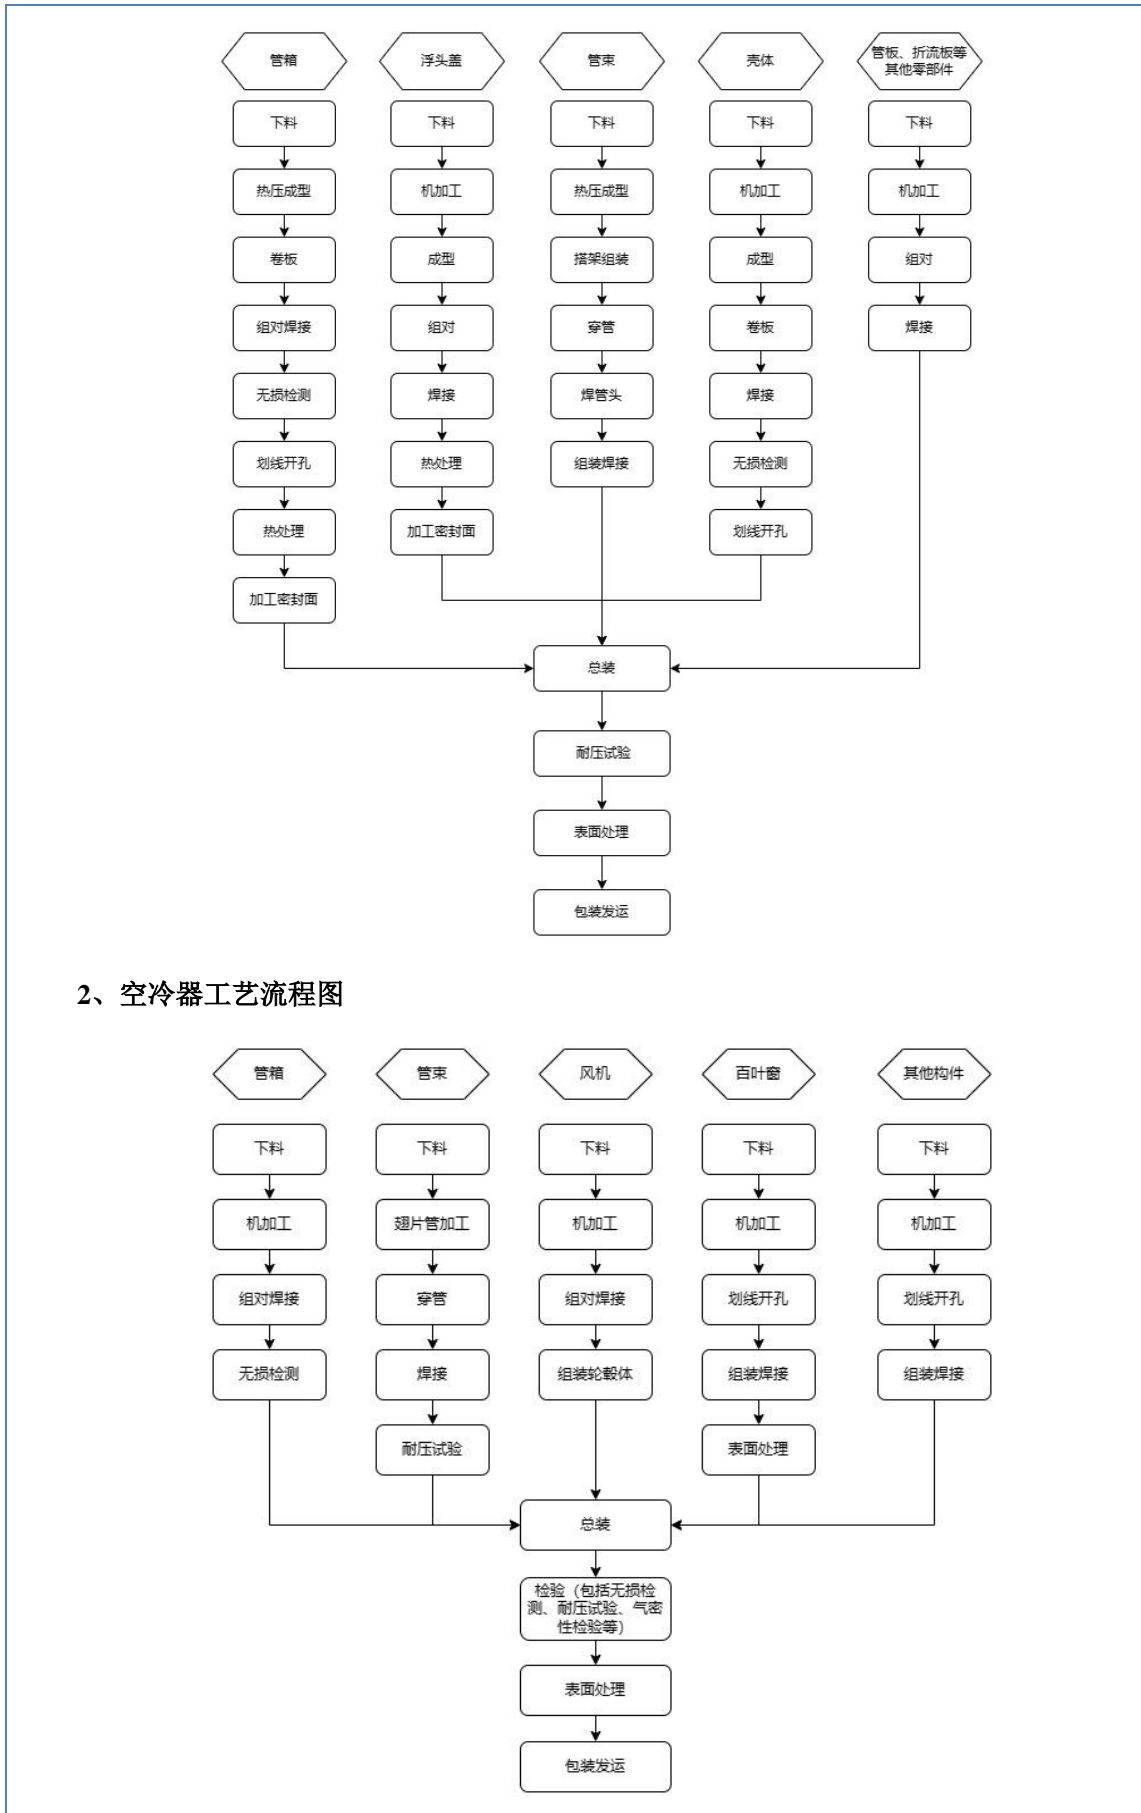 管箱
浮头盖
管束
壳体
管板、折流板等
其他零部件
下料
下料
下料
下料
下料
热压成型
机加工
热压成型
机加工
机加工
卷板
成型
搭架组装
成型
组对
组对焊接
组对
穿管
卷板
焊接
无损检测
焊接
焊管头
焊接
划线开孔
热处理
组装焊接
无损检测
热处理
加工密封面
划线开孔
加工密封面
总装
耐压试验
表面处理
包装发运
2、空冷器工艺流程图
管箱
管束
风机
百叶窗
其他构件
下料
下料
下料
下料
下料
机加工
翅片管加工
机加工
机加工
机加工
组对焊接
穿管
组对焊接
划线开孔
划线开孔
无损检测
焊接
组装轮毂体
组装焊接
组装焊接
耐压试验
表面处理
总装
检验（包括无损检
测、耐压试验、气密
性检验等）
表面处理
包装发运